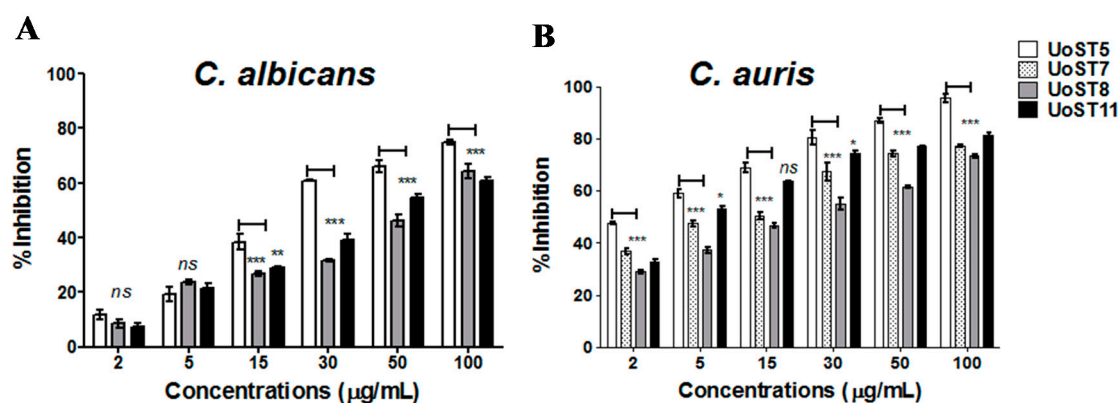 A
B
C. albicans
C. auris
UoST5
UoST7
UoST8
UoST11
%Inhibition
100
80
60
40
20
0
ns
ns
***
**
***
***
***
2
5
15
30
50
100
Concentrations (μg/mL)
%Inhibition
100
80
60
40
20
0
***
***
*
***
ns
***
*
***
***
2
5
15
30
50
100
Concentrations (μg/mL)